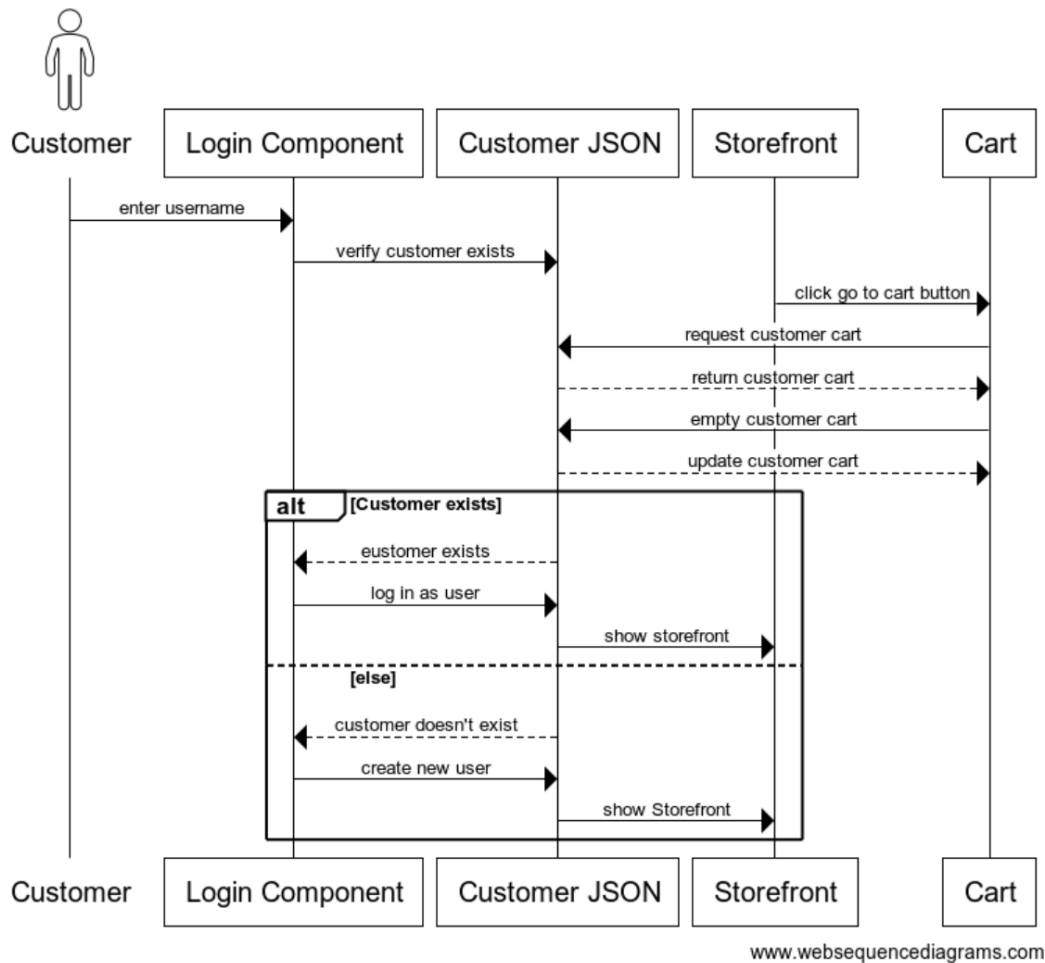 Customer
Login Component
Customer JSON
Storefront
Cart
enter username
verify customer exists
click go to cart button
request customer cart
return customer cart
empty customer cart
update customer cart
alt
[Customer exists]
eustomer exists
log in as user
show storefront
[else]
customer doesn't exist
create new user
show Storefront
Customer
Login Component
Customer JSON
Storefront
Cart
www.websequencediagrams.com